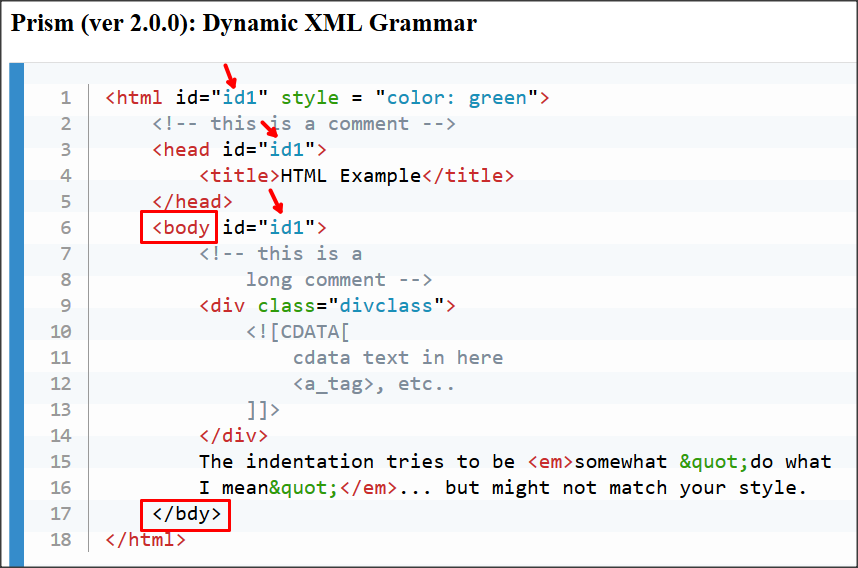 Prism (ver 2.0.0): Dynamic XML Grammar
1 <html id="id1" style = "color: green">
2 <!-- this is a comment -->
3 <head id="id1">
4 <title>HTML Example</title>
5 </head>
6 <body id="id1">
7 <!-- this is a
8 long comment -->
9 <div class="divclass">
10 <![CDATA[
11 cdata text in here
12 <a_tag>, etc..
13 ]]>
14 </div>
15 The indentation tries to be <em>somewhat &quot;do what
16 I mean&quot;</em>... but might not match your style.
17 </bdy>
18 </html>